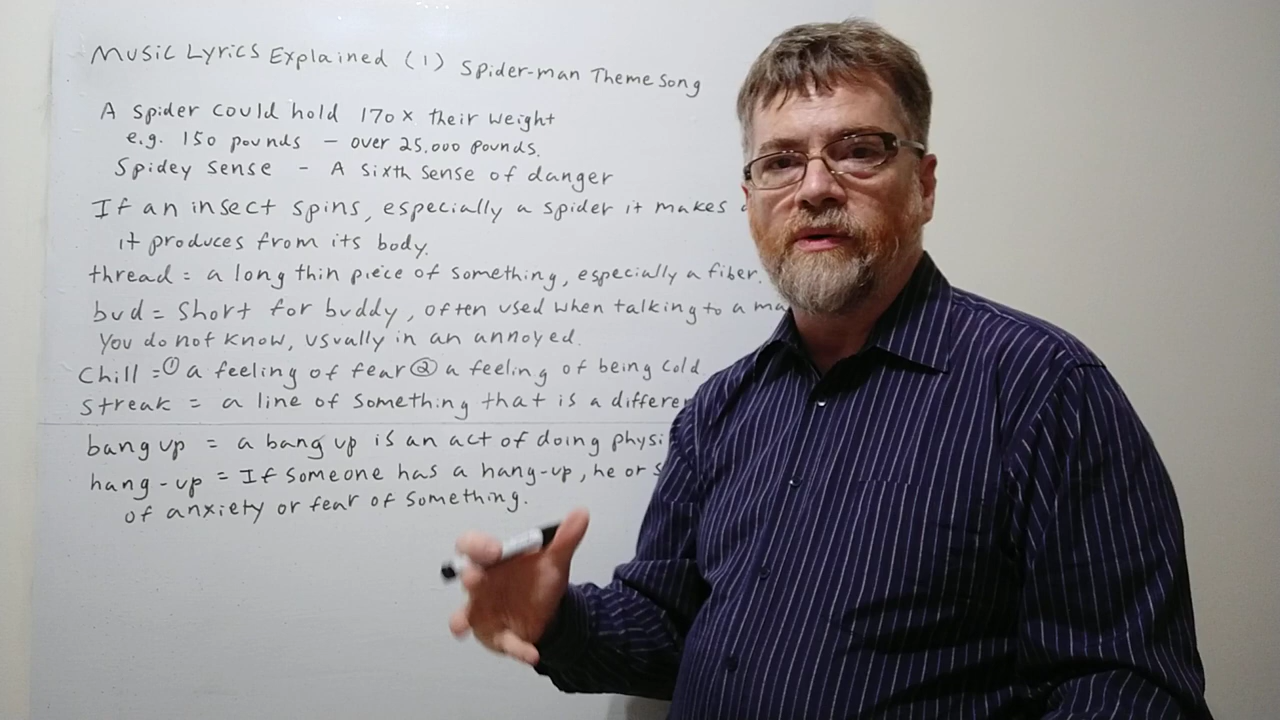 Music Lyrics Explained (1) Spider-man Theme Song
A spider could hold 170x their weight
e.g. 150 pounds - over 25,000 pounds.
Spidey sense - A sixth sense of danger
If an insect spins, especially a spider it makes
it produces from its body.
thread = a long thin piece of something, especially a fiber.
bud = short for buddy, often used when talking to a
You do not know, usually in an annoyed.
Chill = ① a feeling of fear ② a feeling of being cold.
Streak = a line of something that is a
bang up = a bang up is an act of doing
hang-up = If someone has a hang-up, he or
of anxiety or fear of something.